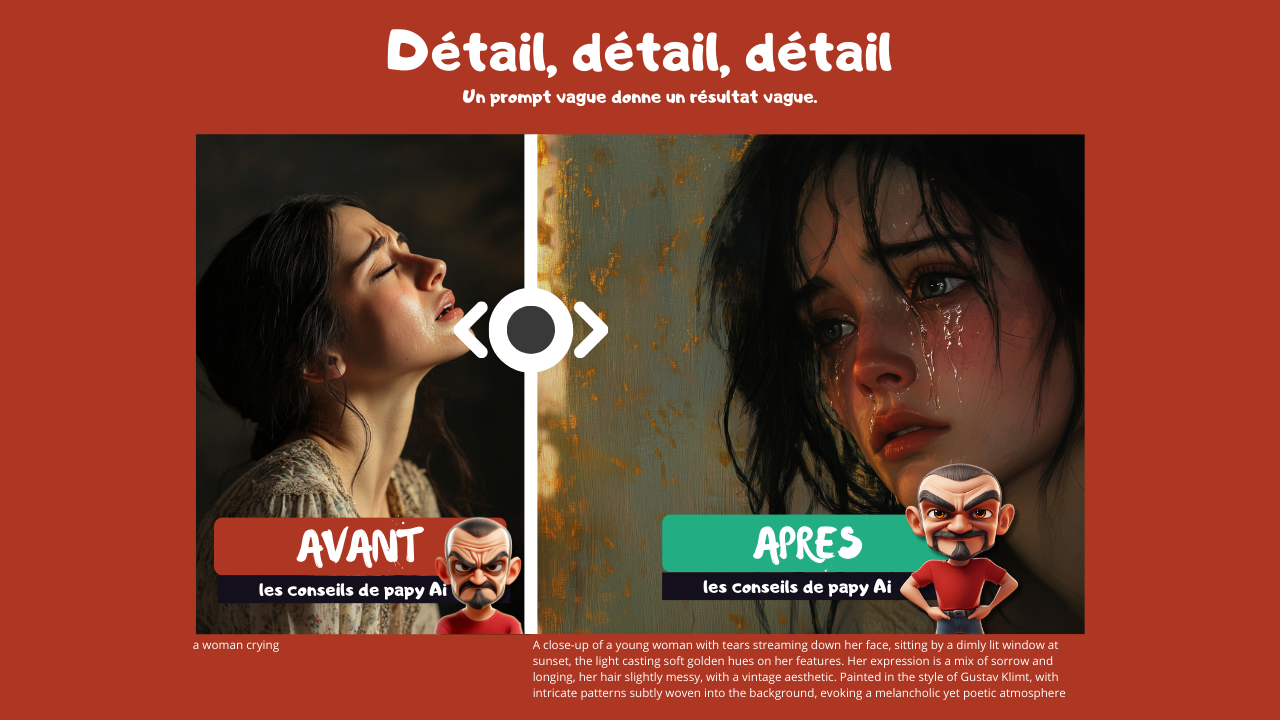 Détail, détail, détail
Un prompt vague donne un résultat vague.
AVANT
les conseils de papy Ai
APRES
les conseils de papy Ai
a woman crying
A close-up of a young woman with tears streaming down her face, sitting by a dimly lit window at
sunset, the light casting soft golden hues on her features. Her expression is a mix of sorrow and
longing, her hair slightly messy, with a vintage aesthetic. Painted in the style of Gustav Klimt, with
intricate patterns subtly woven into the background, evoking a melancholic yet poetic atmosphere